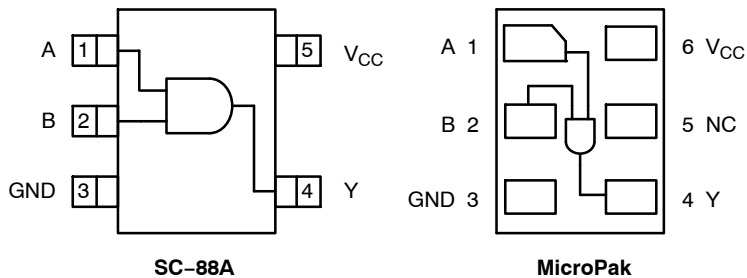 A 1 5 VCC
B 2
GND 3 4 Y
SC−88A
A 1 6 VCC
B 2 5 NC
GND 3 4 Y
MicroPak